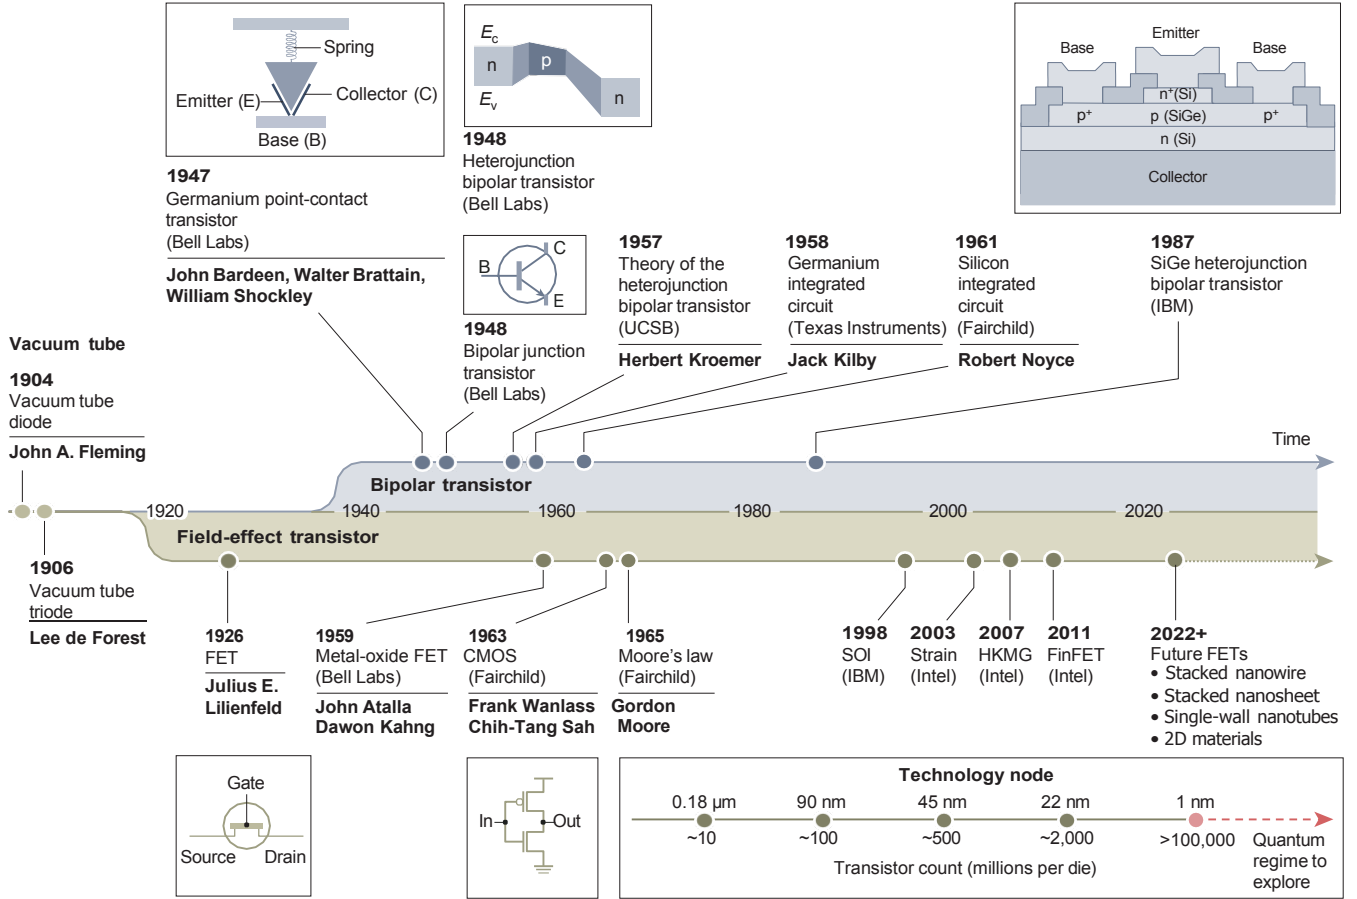 Spring
Emitter (E)
Collector (C)
Base (B)
1947
Germanium point-contact
transistor
(Bell Labs)
John Bardeen, Walter Brattain,
William Shockley
Ec
n
p
Ev
n
1948
Heterojunction
bipolar transistor
(Bell Labs)
B
C
E
1948
Bipolar junction
transistor
(Bell Labs)
1957
Theory of the
heterojunction
bipolar transistor
(UCSB)
Herbert Kroemer
1958
Germanium
integrated
circuit
(Texas Instruments)
Jack Kilby
1961
Silicon
integrated
circuit
(Fairchild)
Robert Noyce
Emitter
Base
Base
n+(Si)
p+
p (SiGe)
p+
n (Si)
Collector
1987
SiGe heterojunction
bipolar transistor
(IBM)
Vacuum tube
1904
Vacuum tube
diode
John A. Fleming
Time
Bipolar transistor
1920
1940
1960
1980
2000
2020
Field-effect transistor
1906
Vacuum tube
triode
Lee de Forest
1926
FET
Julius E.
Lilienfeld
1959
Metal-oxide FET
(Bell Labs)
John Atalla
Dawon Kahng
1963
CMOS
(Fairchild)
Frank Wanlass
Chih-Tang Sah
1965
Moore's law
(Fairchild)
Gordon
Moore
1998
SOI
(IBM)
2003
Strain
(Intel)
2007
HKMG
(Intel)
2011
FinFET
(Intel)
2022+
Future FETs
• Stacked nanowire
• Stacked nanosheet
• Single-wall nanotubes
• 2D materials
Gate
Source
Drain
In
Out
Technology node
0.18 µm
90 nm
45 nm
22 nm
1 nm
~10
~100
~500
~2,000
>100,000
Transistor count (millions per die)
Quantum
regime to
explore